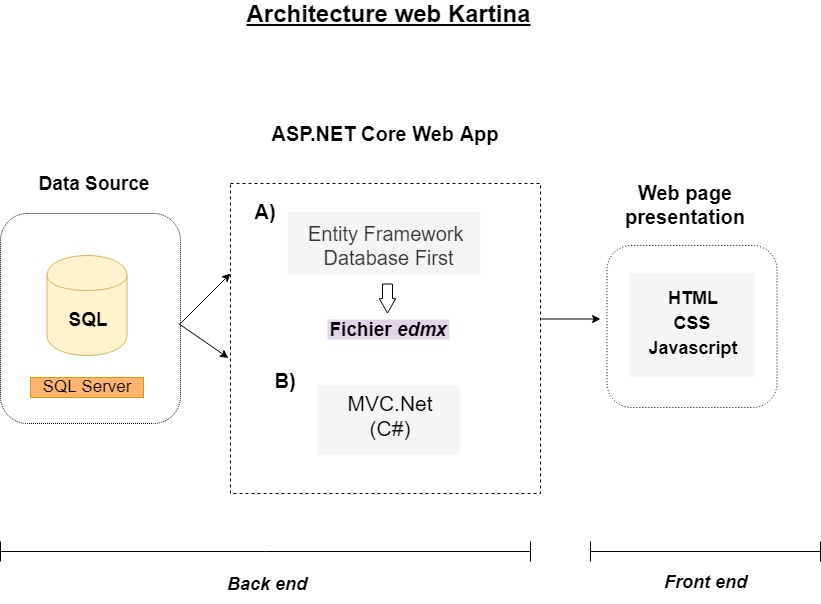 Architecture web Kartina
ASP.NET Core Web App
Data Source
SQL
SQL Server
A)
Entity Framework
Database First
Fichier edmx
B)
MVC.Net
(C#)
Web page
presentation
HTML
CSS
Javascript
Back end
Front end